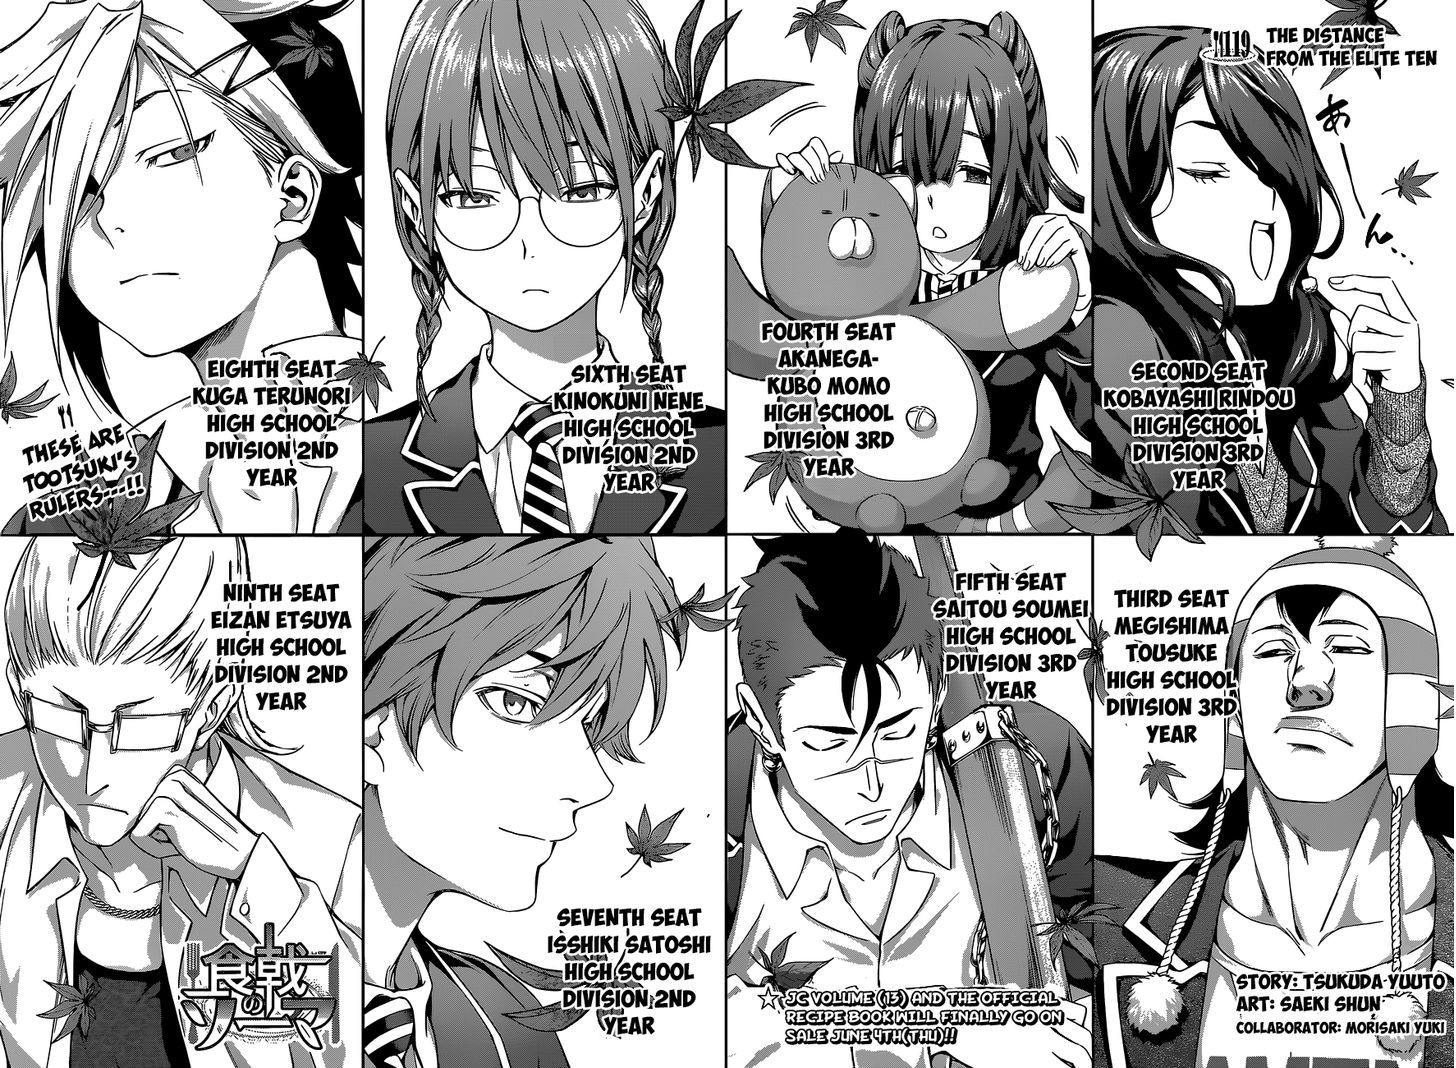 #119
THE DISTANCE
FROM THE ELITE TEN
あーん...
SECOND SEAT
KOBAYASHI RINDOU
HIGH SCHOOL
DIVISION 3RD
YEAR
FOURTH SEAT
AKANEGA-
KUBO MOMO
HIGH SCHOOL
DIVISION 3RD
YEAR
SIXTH SEAT
KINOKUNI NENE
HIGH SCHOOL
DIVISION 2ND
YEAR
EIGHTH SEAT
KUGA TERUNORI
HIGH SCHOOL
DIVISION 2ND
YEAR
THESE ARE
TOOTSUKI'S
RULERS---!!
THIRD SEAT
MEGISHIMA
TOUSUKE
HIGH SCHOOL
DIVISION 3RD
YEAR
FIFTH SEAT
SAITOU SOUMEI
HIGH SCHOOL
DIVISION 3RD
YEAR
SEVENTH SEAT
ISSHIKI SATOSHI
HIGH SCHOOL
DIVISION 2ND
YEAR
NINTH SEAT
EIZAN ETSUYA
HIGH SCHOOL
DIVISION 2ND
YEAR
STORY: TSUKUDA YUUTO
ART: SAEKI SHUN
COLLABORATOR: MORISAKI YUKI
☆ JC VOLUME (13) AND THE OFFICIAL
RECIPE BOOK WILL FINALLY GO ON
SALE JUNE 4TH(THU)!!
食戟の
ソーマ